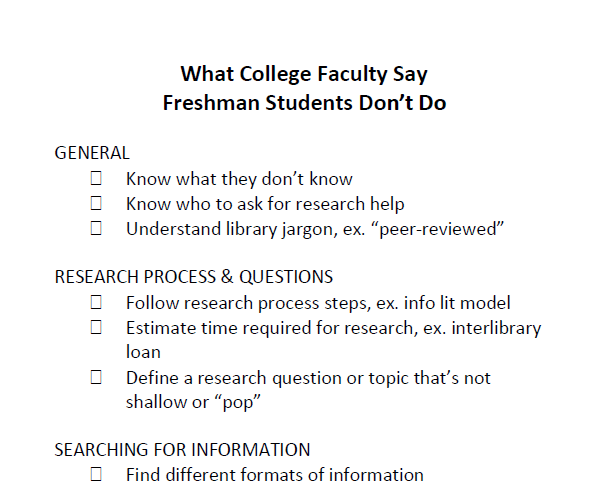 What College Faculty Say
Freshman Students Don’t Do
GENERAL
☐ Know what they don’t know
☐ Know who to ask for research help
☐ Understand library jargon, ex. “peer-reviewed”
RESEARCH PROCESS & QUESTIONS
☐ Follow research process steps, ex. info lit model
☐ Estimate time required for research, ex. interlibrary
loan
☐ Define a research question or topic that’s not
shallow or “pop”
SEARCHING FOR INFORMATION
☐ Find different formats of information